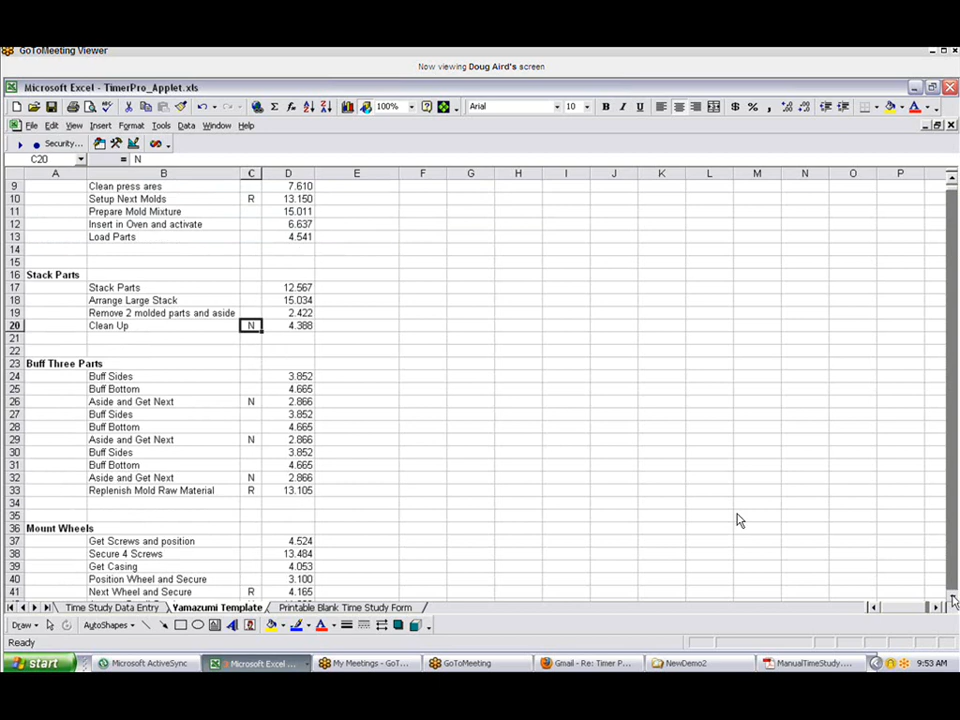 GoToMeeting Viewer
Now viewing Doug Aird's screen
Microsoft Excel - TimerPro_Applet.xls
100% Arial 10 B I U $ % ,
File Edit View Insert Format Tools Data Window Help
Security...
C20 = N
A B C D E F G H I J K L M N O P
9 Clean press ares 7.610
10 Setup Next Molds R 13.150
11 Prepare Mold Mixture 15.011
12 Insert in Oven and activate 6.637
13 Load Parts 4.541
14
15
16 Stack Parts
17 Stack Parts 12.567
18 Arrange Large Stack 15.034
19 Remove 2 molded parts and aside 2.422
20 Clean Up N 4.388
21
22
23 Buff Three Parts
24 Buff Sides 3.852
25 Buff Bottom 4.665
26 Aside and Get Next N 2.866
27 Buff Sides 3.852
28 Buff Bottom 4.665
29 Aside and Get Next N 2.866
30 Buff Sides 3.852
31 Buff Bottom 4.665
32 Aside and Get Next N 2.866
33 Replenish Mold Raw Material R 13.105
34
35
36 Mount Wheels
37 Get Screws and position 4.524
38 Secure 4 Screws 13.484
39 Get Casing 4.053
40 Position Wheel and Secure 3.100
41 Next Wheel and Secure R 4.165
Time Study Data Entry Yamazumi Template Printable Blank Time Study Form
Draw AutoShapes
Ready
start Microsoft ActiveSync 3 Microsoft Excel ... My Meetings - GoT... GoToMeeting Gmail - Re: Timer P... NewDemo2 ManualTimeStudy.... 9:53 AM